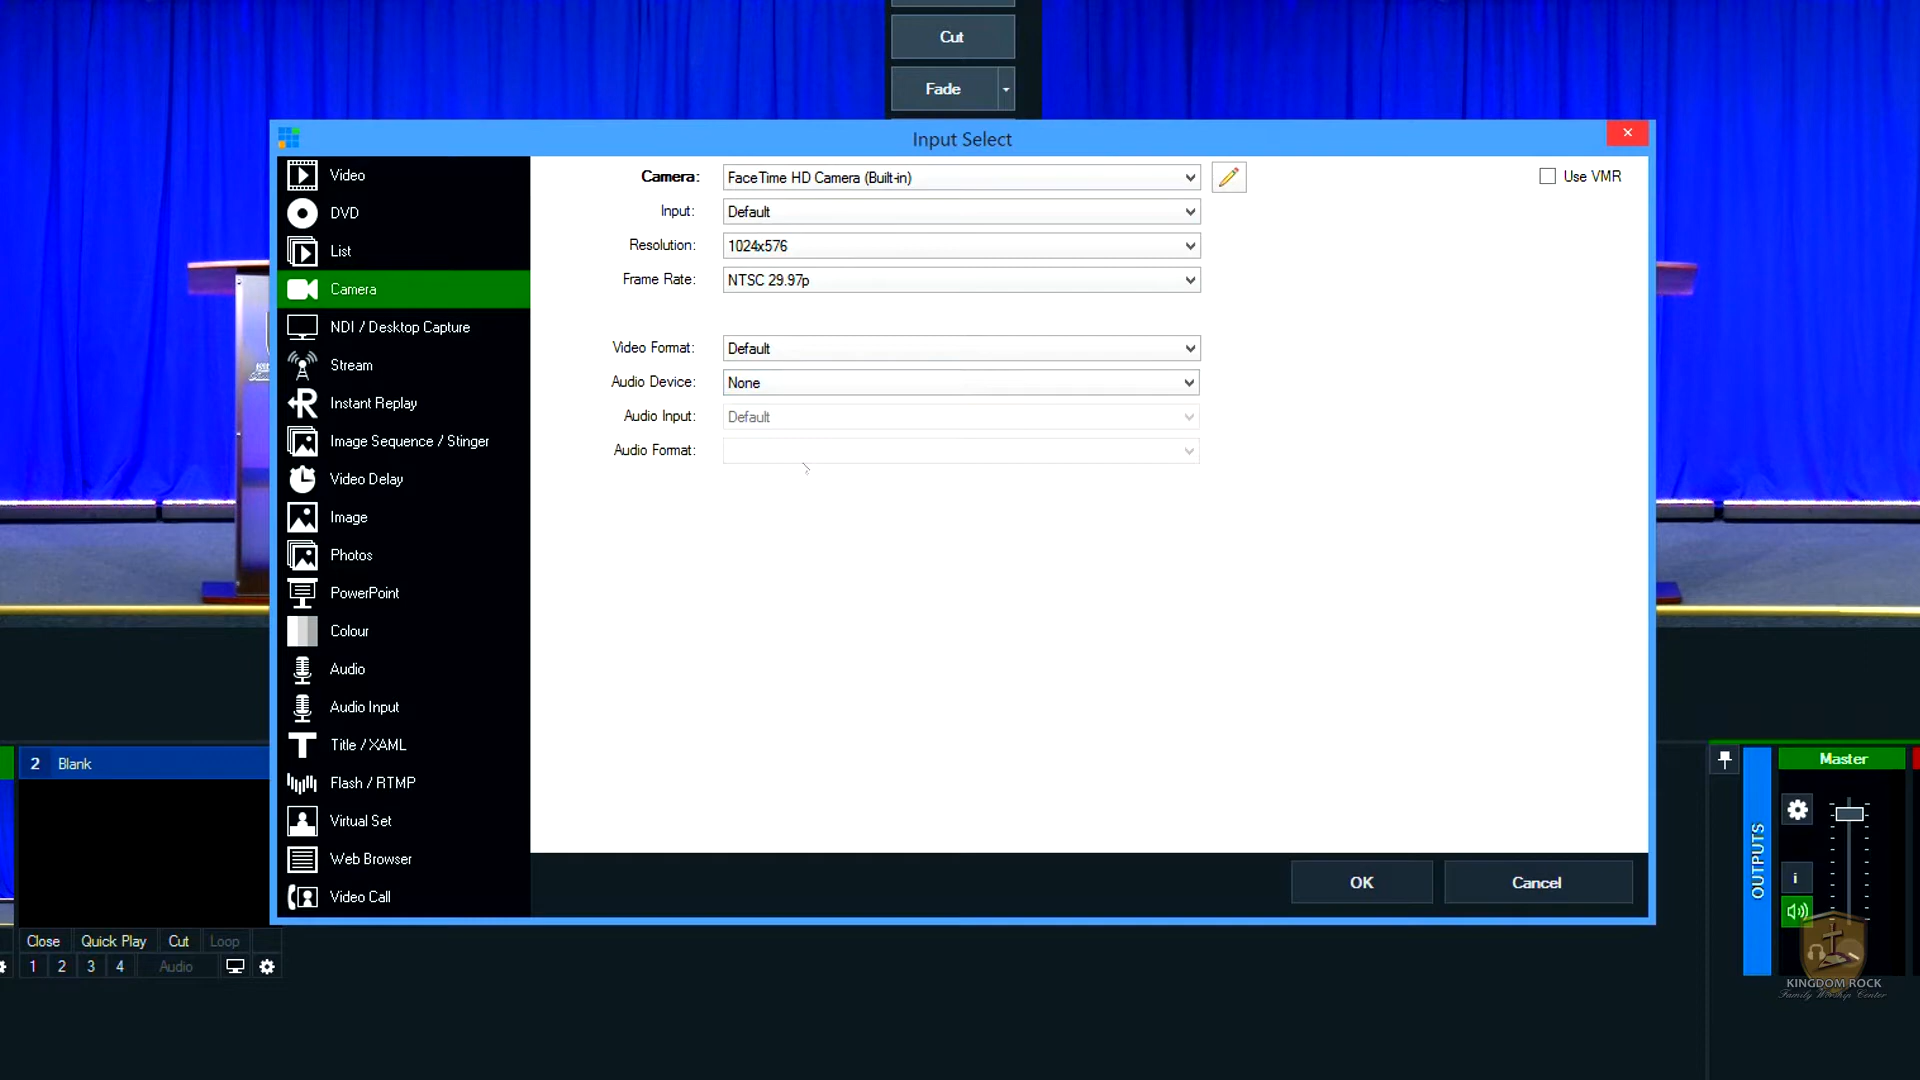 Cut
Fade
Input Select
Video
DVD
List
Camera
NDI / Desktop Capture
Stream
Instant Replay
Image Sequence / Stinger
Video Delay
Image
Photos
PowerPoint
Colour
Audio
Audio Input
Title / XAML
Flash / RTMP
Virtual Set
Web Browser
Video Call
Camera: FaceTime HD Camera (Built-in)
Use VMR
Input: Default
Resolution: 1024x576
Frame Rate: NTSC 29.97p
Video Format: Default
Audio Device: None
Audio Input: Default
Audio Format:
OK Cancel
2 Blank
Close Quick Play Cut Loop
1 2 3 4 Audio
OUTPUTS
Master
i
KINGDOM ROCK
Family Worship Center